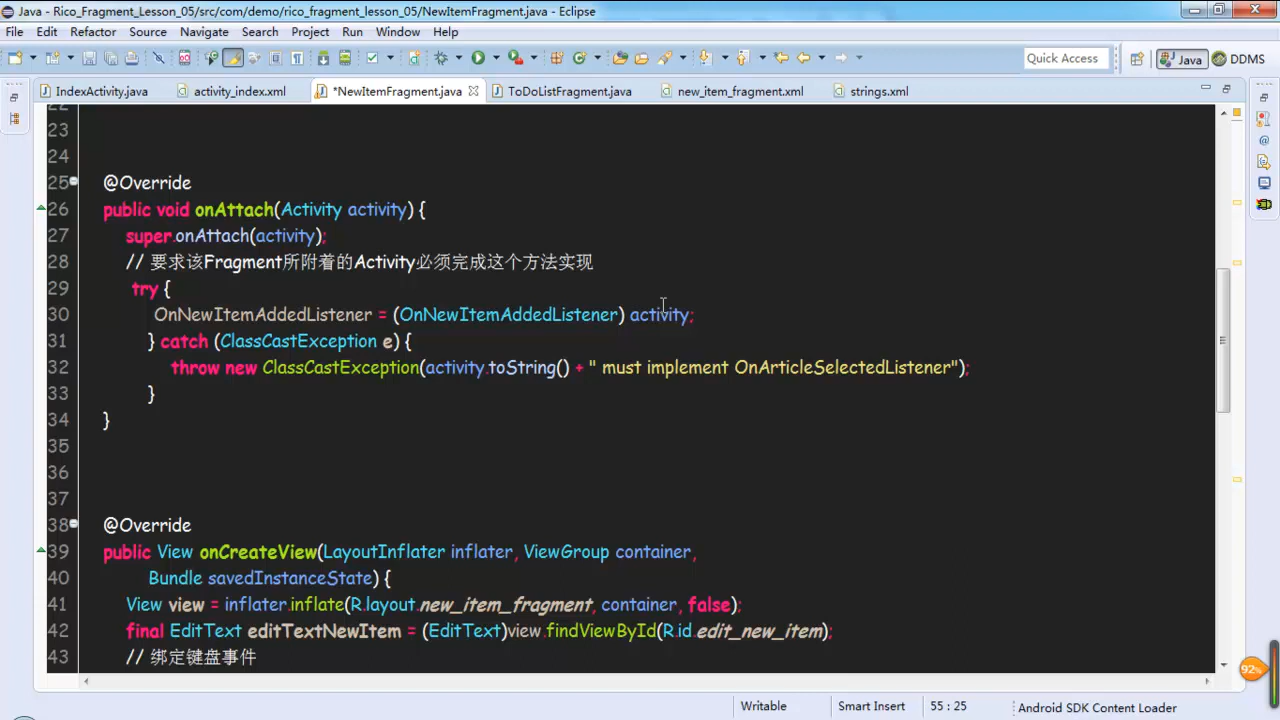 Java - Rico_Fragment_Lesson_05/src/com/demo/rico_fragment_lesson_05/NewItemFragment.java - Eclipse
File Edit Refactor Source Navigate Search Project Run Window Help
Quick Access Java DDMS
IndexActivity.java activity_index.xml *NewItemFragment.java ToDoListFragment.java new_item_fragment.xml strings.xml
22
23
24
25 @Override
26 public void onAttach(Activity activity) {
27 super.onAttach(activity);
28 // 要求该Fragment所附着的Activity必须完成这个方法实现
29 try {
30 OnNewItemAddedListener = (OnNewItemAddedListener) activity;
31 } catch (ClassCastException e) {
32 throw new ClassCastException(activity.toString() + " must implement OnArticleSelectedListener");
33 }
34 }
35
36
37
38 @Override
39 public View onCreateView(LayoutInflater inflater, ViewGroup container,
40 Bundle savedInstanceState) {
41 View view = inflater.inflate(R.layout.new_item_fragment, container, false);
42 final EditText editTextNewItem = (EditText)view.findViewById(R.id.edit_new_item);
43 // 绑定键盘事件
92%
Writable Smart Insert 55 : 25 Android SDK Content Loader